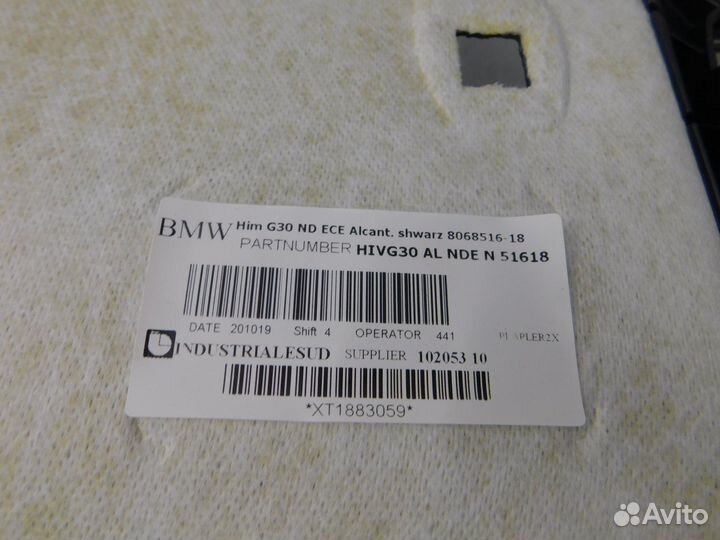 BMW Him G30 ND ECE Alcant. shwarz 8068516-18
PARTNUMBER HIVG30 AL NDE N 51618
DATE 201019 Shift 4 OPERATOR 441
INDUSTRIALESUD SUPPLIER 102053 10
*XT1883059*
Avito